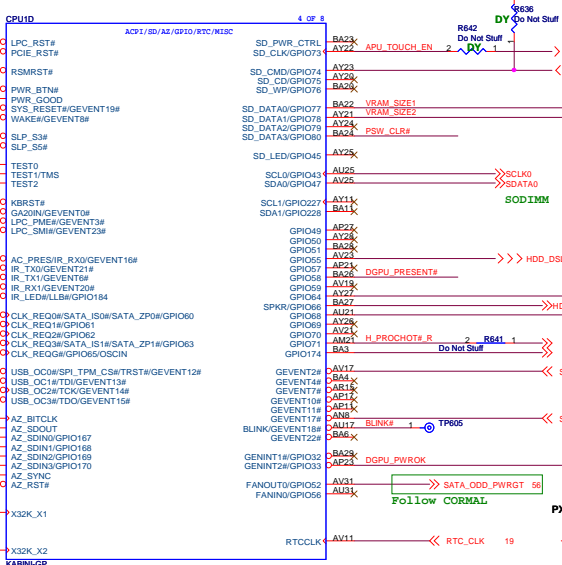 CPU1D
4 OF 8
ACPI/SD/AZ/GPIO/RTC/MISC
R636
Do Not Stuff
DY
R642
Do Not Stuff
2 DY 1
LPC_RST# SD_PWR_CTRL BA23
PCIE_RST# SD_CLK/GPIO73 AY22 APU_TOUCH_EN
RSMRST# SD_CMD/GPIO74 AY23
SD_CD/GPIO75 AY20
PWR_BTN# SD_WP/GPIO76 BA20
PWR_GOOD
SYS_RESET#/GEVENT19# SD_DATA0/GPIO77 BA22 VRAM_SIZE1
WAKE#/GEVENT8# SD_DATA1/GPIO78 AY21 VRAM_SIZE2
SD_DATA2/GPIO79 AY24
SLP_S3# SD_DATA3/GPIO80 BA24 PSW_CLR#
SLP_S5#
SD_LED/GPIO45 AY25
TEST0
TEST1/TMS SCL0/GPIO43 AU25 SCLK0
TEST2 SDA0/GPIO47 AV25 SDATA0
SODIMM
KBRST# SCL1/GPIO227 AY11
GA20IN/GEVENT0# SDA1/GPIO228 BA11
LPC_PME#/GEVENT3#
LPC_SMI#/GEVENT23# GPIO49 AP27
GPIO50 AY28
GPIO51 BA28
AC_PRES/IR_RX0/GEVENT16# GPIO55 AV23 HDD_DS
IR_TX0/GEVENT21# GPIO57 AP21
IR_TX1/GEVENT6# GPIO58 BA26 DGPU_PRESENT#
IR_RX1/GEVENT20# GPIO59 AV19
IR_LED#/LLB#/GPIO184 GPIO64 AY27
SPKR/GPIO66 BA27 HD
CLK_REQ0#/SATA_IS0#/SATA_ZP0#/GPIO60 GPIO68 AU21
CLK_REQ1#/GPIO61 GPIO69 AY26
CLK_REQ2#/GPIO62 GPIO70 AV21
CLK_REQ3#/SATA_IS1#/SATA_ZP1#/GPIO63 GPIO71 AM21 H_PROCHOT#_R 2 R641 1
CLK_REQG#/GPIO65/OSCIN GPIO174 BA3 Do Not Stuff
USB_OC0#/SPI_TPM_CS#/TRST#/GEVENT12# GEVENT2# AV17
USB_OC1#/TDI/GEVENT13# GEVENT4# BA4
USB_OC2#/TCK/GEVENT14# GEVENT7# AR15
USB_OC3#/TDO/GEVENT15# GEVENT10# AP17
GEVENT11# AP11
AZ_BITCLK GEVENT17# AN8
AZ_SDOUT BLINK/GEVENT18# AU17 BLINK# 1 TP605
AZ_SDIN0/GPIO167 GEVENT22# BA6
AZ_SDIN1/GPIO168
AZ_SDIN2/GPIO169 GENINT1#/GPIO32 BA29
AZ_SDIN3/GPIO170 GENINT2#/GPIO33 AP23 DGPU_PWROK
AZ_SYNC
AZ_RST# FANOUT0/GPIO52 AV31 SATA_ODD_PWRGT 56
FANIN0/GPIO56 AU31
Follow CORMAL
X32K_X1
RTCCLK AV11 RTC_CLK 19
X32K_X2
KABINI-GP